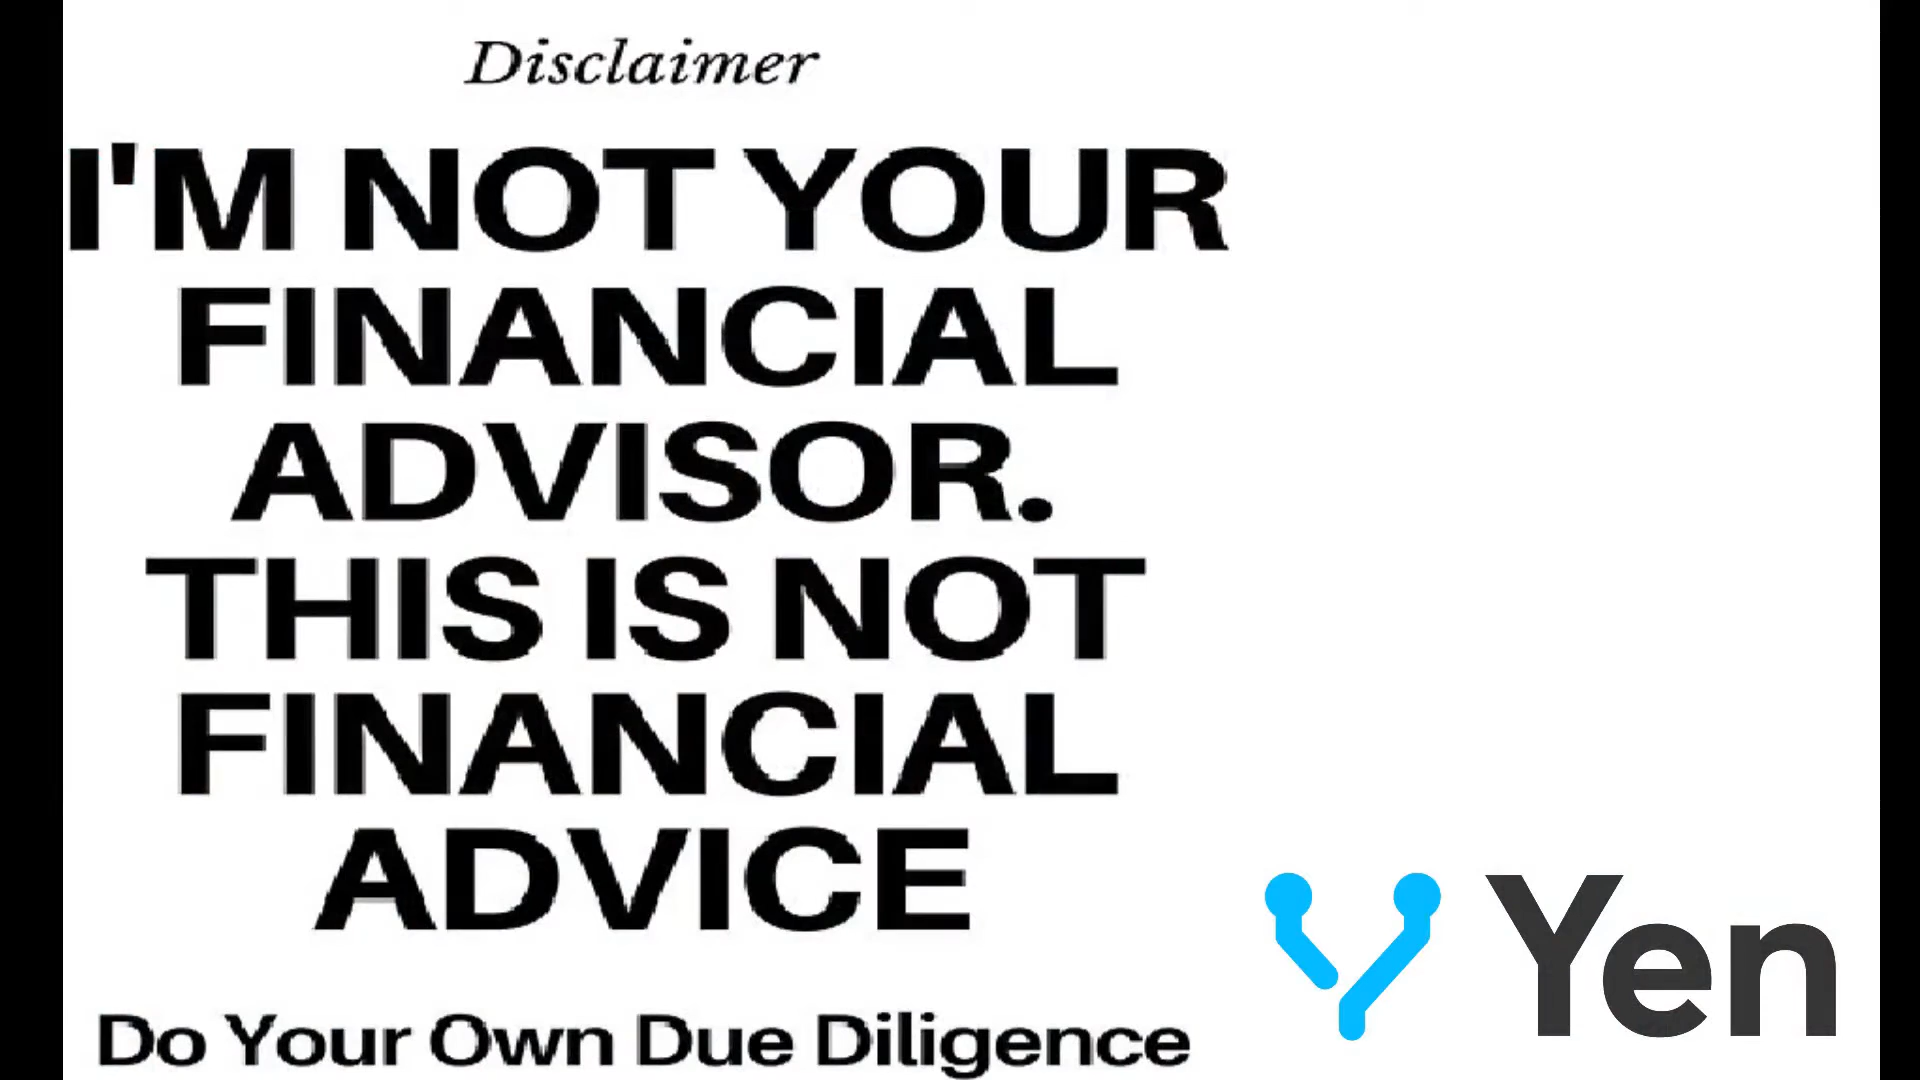 Disclaimer
I'M NOT YOUR
FINANCIAL
ADVISOR.
THIS IS NOT
FINANCIAL
ADVICE
Do Your Own Due Diligence
Yen